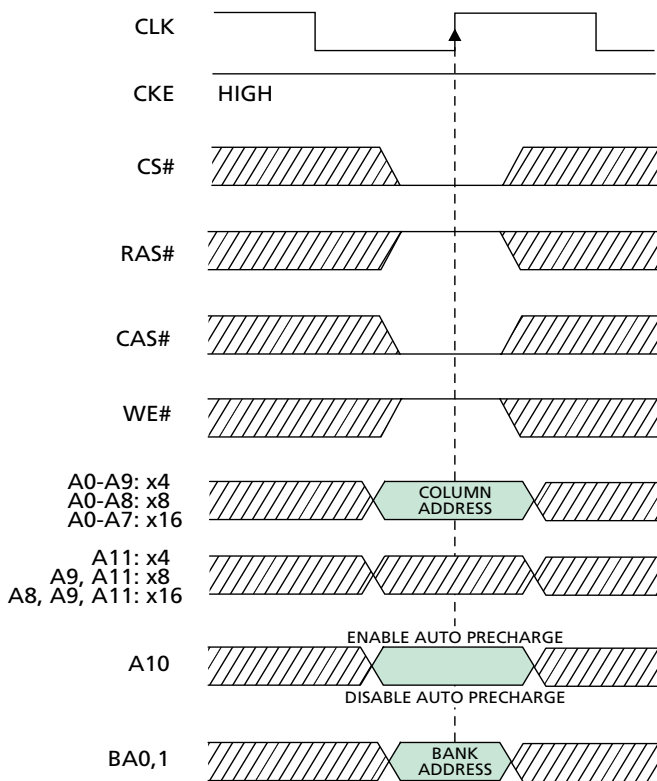 CLK
CKE HIGH
CS#
RAS#
CAS#
WE#
A0-A9: x4
A0-A8: x8
A0-A7: x16
COLUMN
ADDRESS
A11: x4
A9, A11: x8
A8, A9, A11: x16
ENABLE AUTO PRECHARGE
A10
DISABLE AUTO PRECHARGE
BA0,1
BANK
ADDRESS